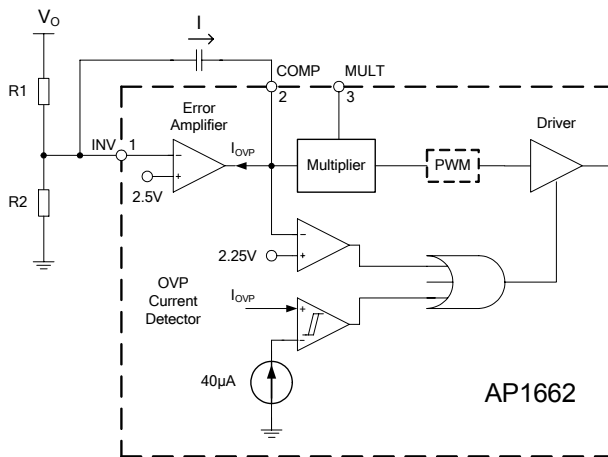 VO
I
COMP
MULT
R1
2
3
Error
Amplifier
Driver
INV
1
IOVP
Multiplier
PWM
2.5V
R2
2.25V
OVP
Current
Detector
IOVP
40µA
AP1662
−
+
−
+
+
−